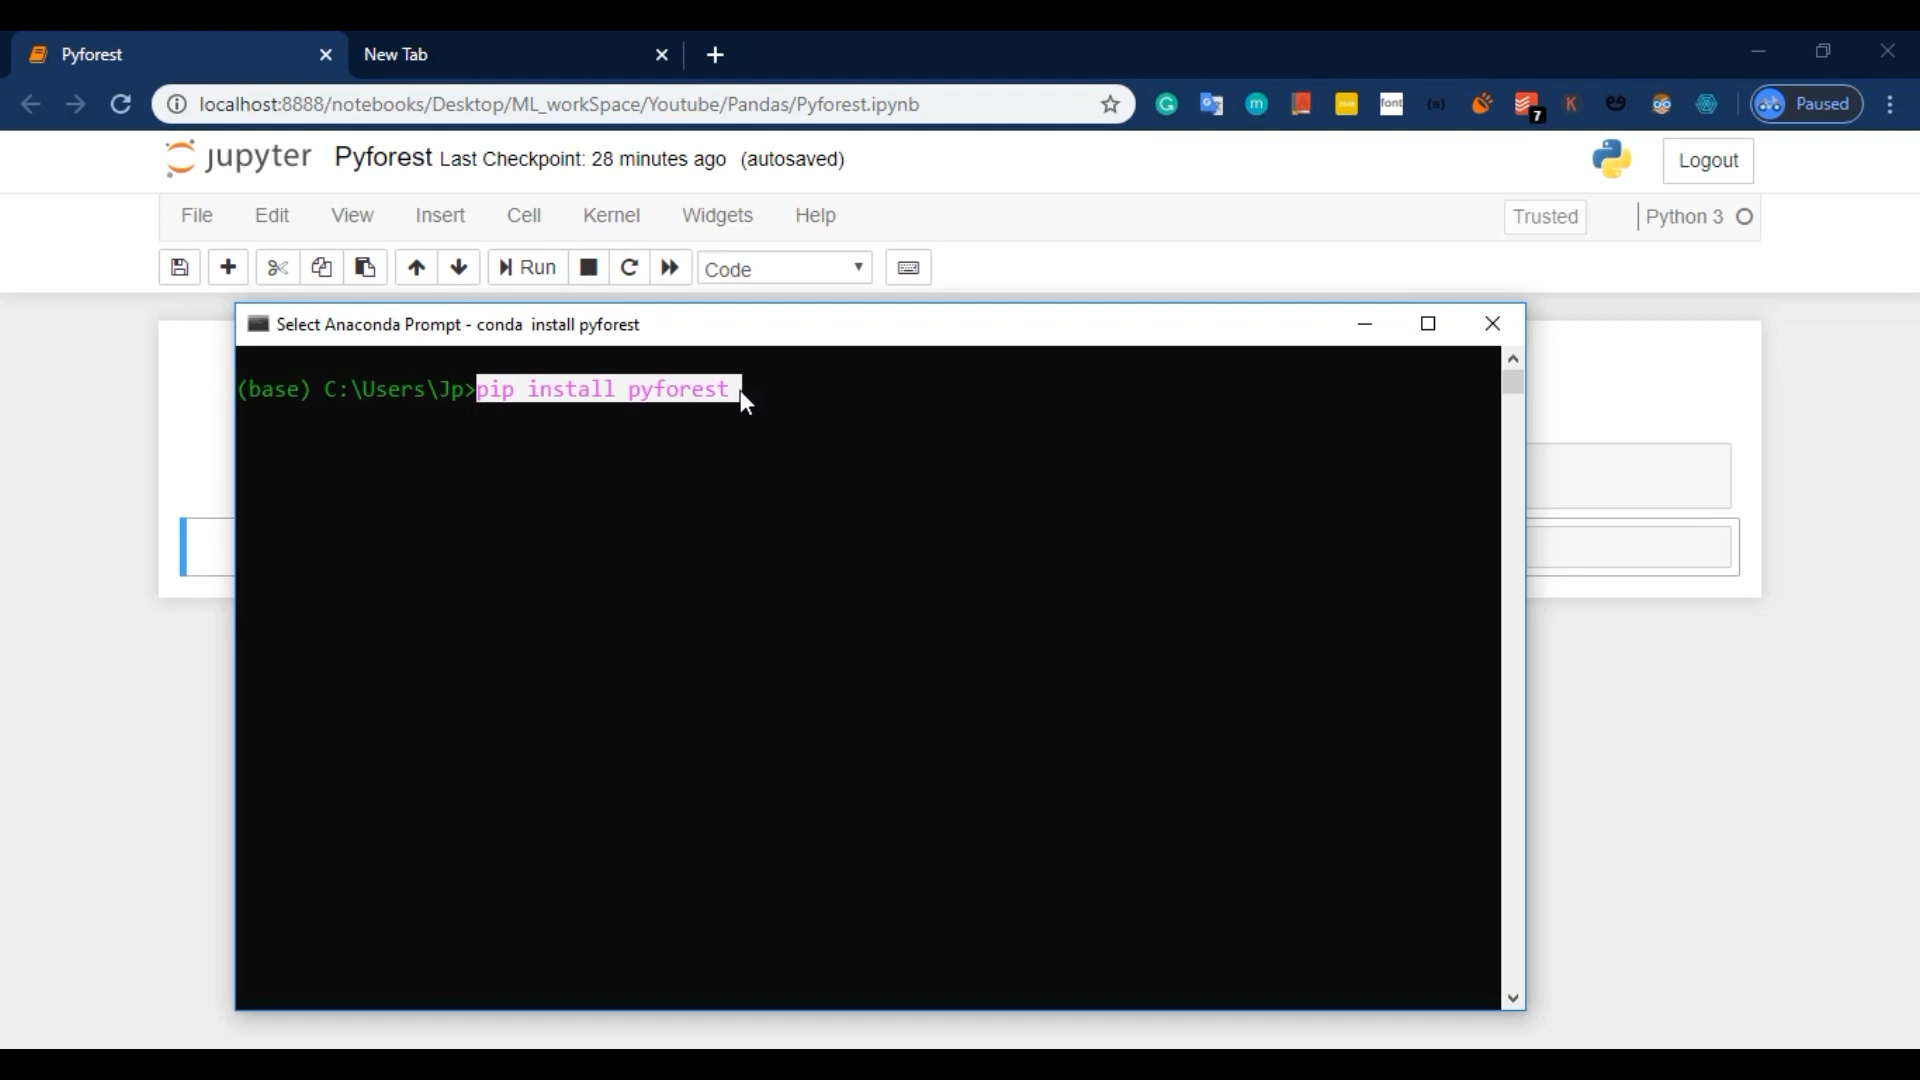 Pyforest
New Tab
localhost:8888/notebooks/Desktop/ML_workSpace/Youtube/Pandas/Pyforest.ipynb
font
7
K
Paused
jupyter Pyforest Last Checkpoint: 28 minutes ago (autosaved)
Logout
File Edit View Insert Cell Kernel Widgets Help
Trusted
Python 3
Run
Code
Select Anaconda Prompt - conda install pyforest
(base) C:\Users\Jp>pip install pyforest